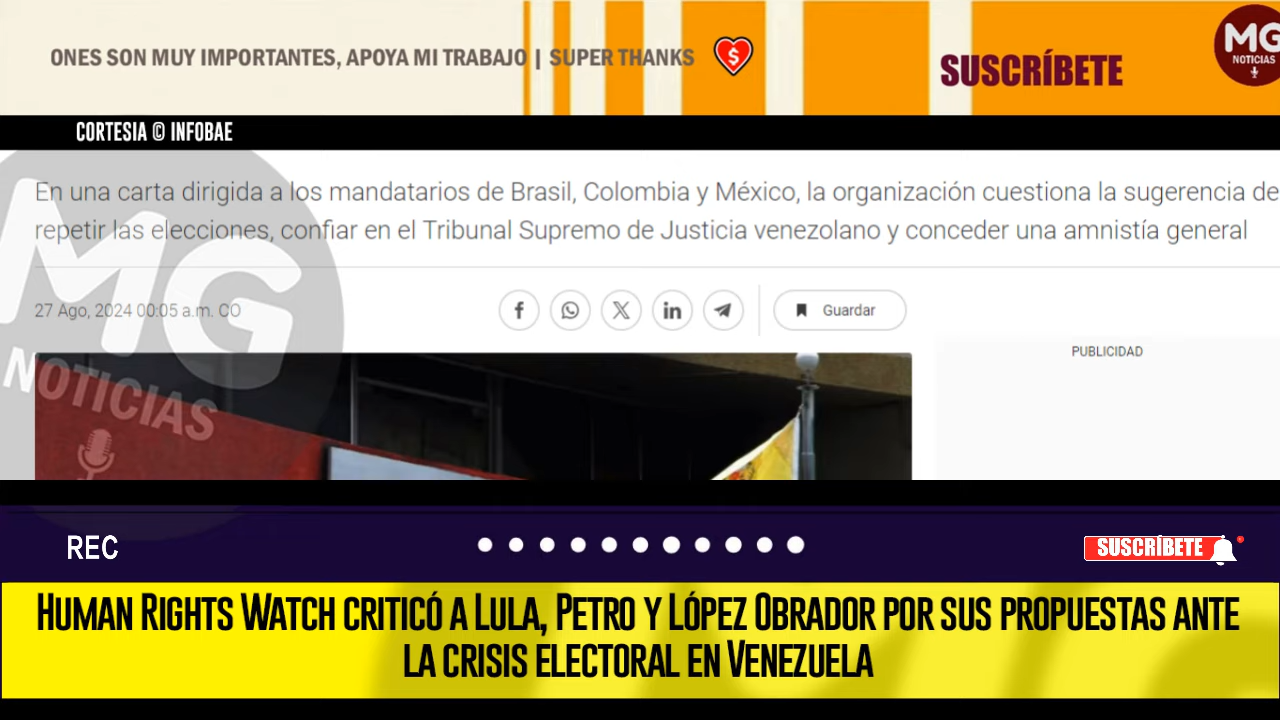 ONES SON MUY IMPORTANTES, APOYA MI TRABAJO | SUPER THANKS
SUSCRÍBETE
MG
NOTICIAS
CORTESIA © INFOBAE
En una carta dirigida a los mandatarios de Brasil, Colombia y México, la organización cuestiona la sugerencia de
repetir las elecciones, confiar en el Tribunal Supremo de Justicia venezolano y conceder una amnistía general
MG
NOTICIAS
27 Ago, 2024 00:05 a.m. CO
Guardar
PUBLICIDAD
REC
SUSCRÍBETE
HUMAN RIGHTS WATCH CRITICÓ A LULA, PETRO Y LÓPEZ OBRADOR POR SUS PROPUESTAS ANTE
LA CRISIS ELECTORAL EN VENEZUELA